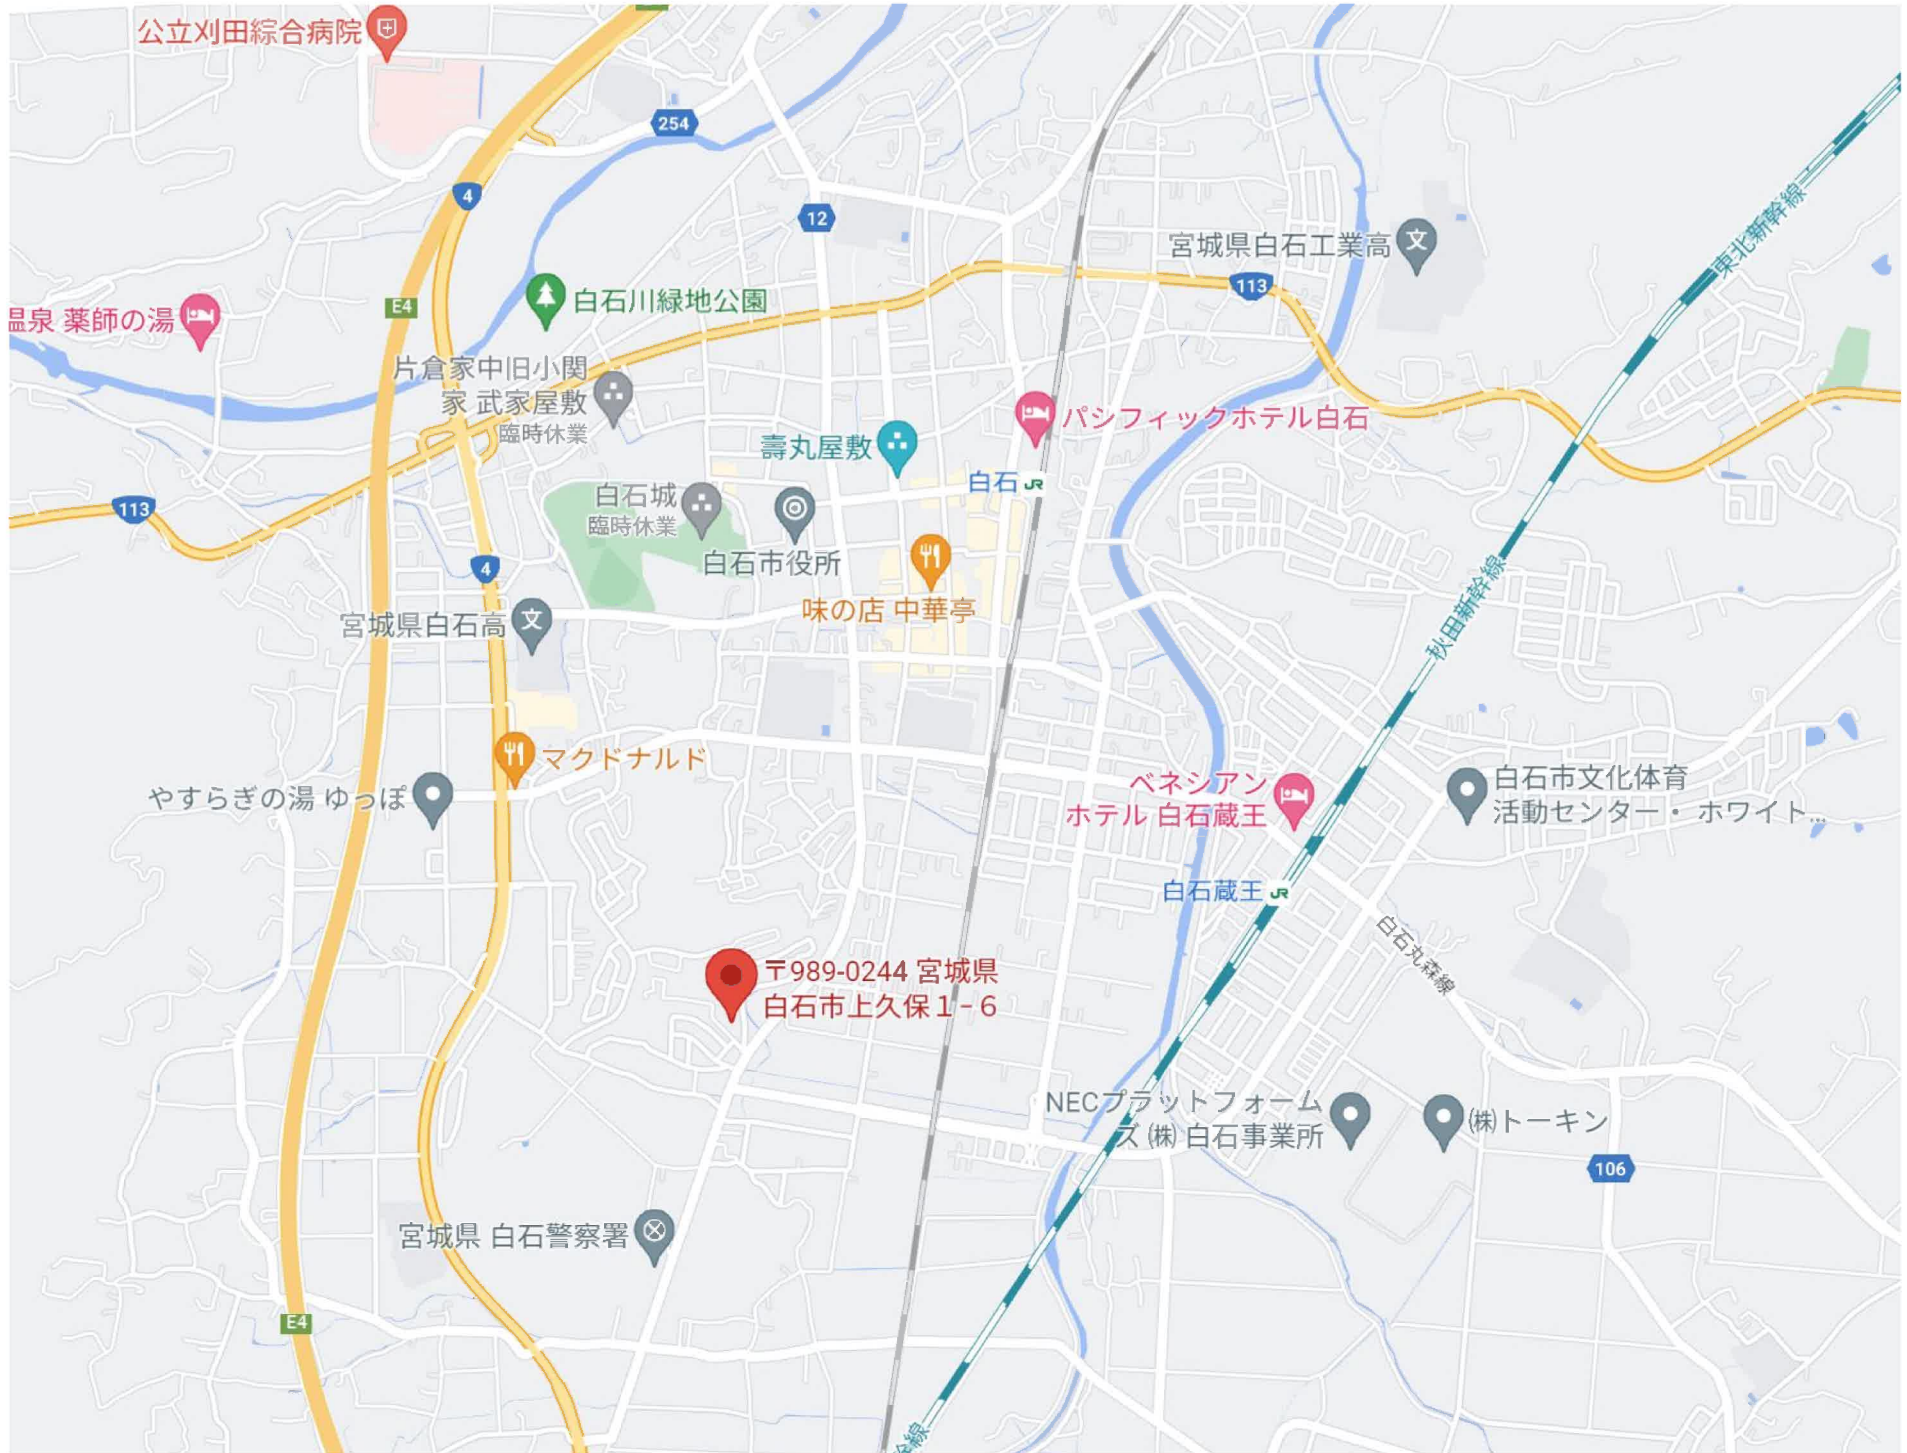 公立刈田綜合病院
254
4
12
東北新幹線
宮城県白石工業高
113
E4
白石川緑地公園
温泉 薬師の湯
片倉家中旧小関
家 武家屋敷
臨時休業
パシフィックホテル白石
壽丸屋敷
白石 JR
白石城
臨時休業
113
白石市役所
4
味の店 中華亭
宮城県白石高
秋田新幹線
マクドナルド
やすらぎの湯 ゆっぽ
ベネシアン
ホテル 白石蔵王
白石市文化体育
活動センター・ホワイト...
白石蔵王 JR
白石丸森線
〒989-0244 宮城県
白石市上久保1-6
NECプラットフォーム
ズ (株) 白石事業所
(株)トーキン
106
宮城県 白石警察署
E4
幹線